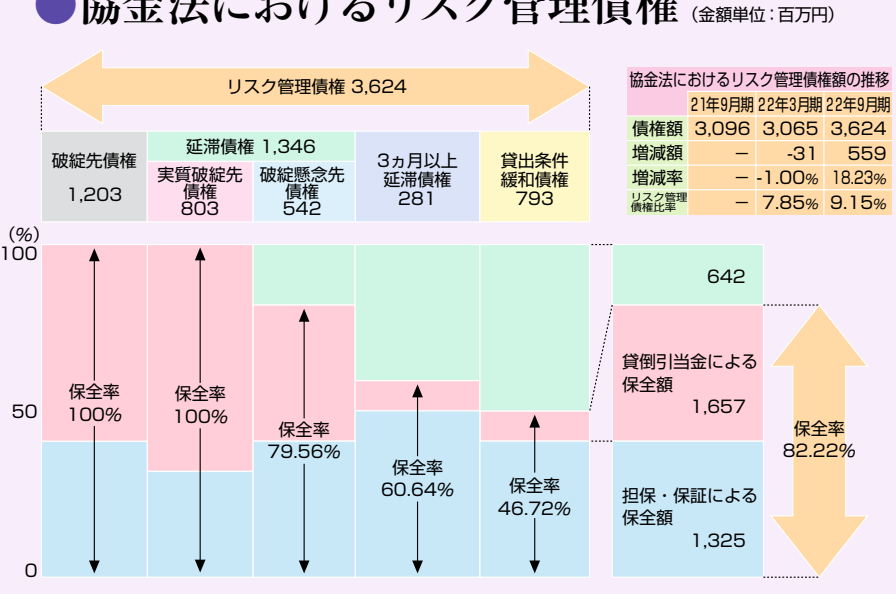 ●協金法におけるリスク管理債権(金額単位:百万円)
リスク管理債権 3,624
破綻先債権
1,203
延滞債権 1,346
実質破綻先
債権
803
破綻懸念先
債権
542
3ヵ月以上
延滞債権
281
貸出条件
緩和債権
793
協金法におけるリスク管理債権額の推移
21年9月期 22年3月期 22年9月期
債権額 3,096 3,065 3,624
増減額 − -31 559
増減率 − -1.00% 18.23%
リスク管理
債権比率 − 7.85% 9.15%
(%)
100
50
0
保全率
100%
保全率
100%
保全率
79.56%
保全率
60.64%
保全率
46.72%
642
貸倒引当金による
保全額
1,657
担保・保証による
保全額
1,325
保全率
82.22%